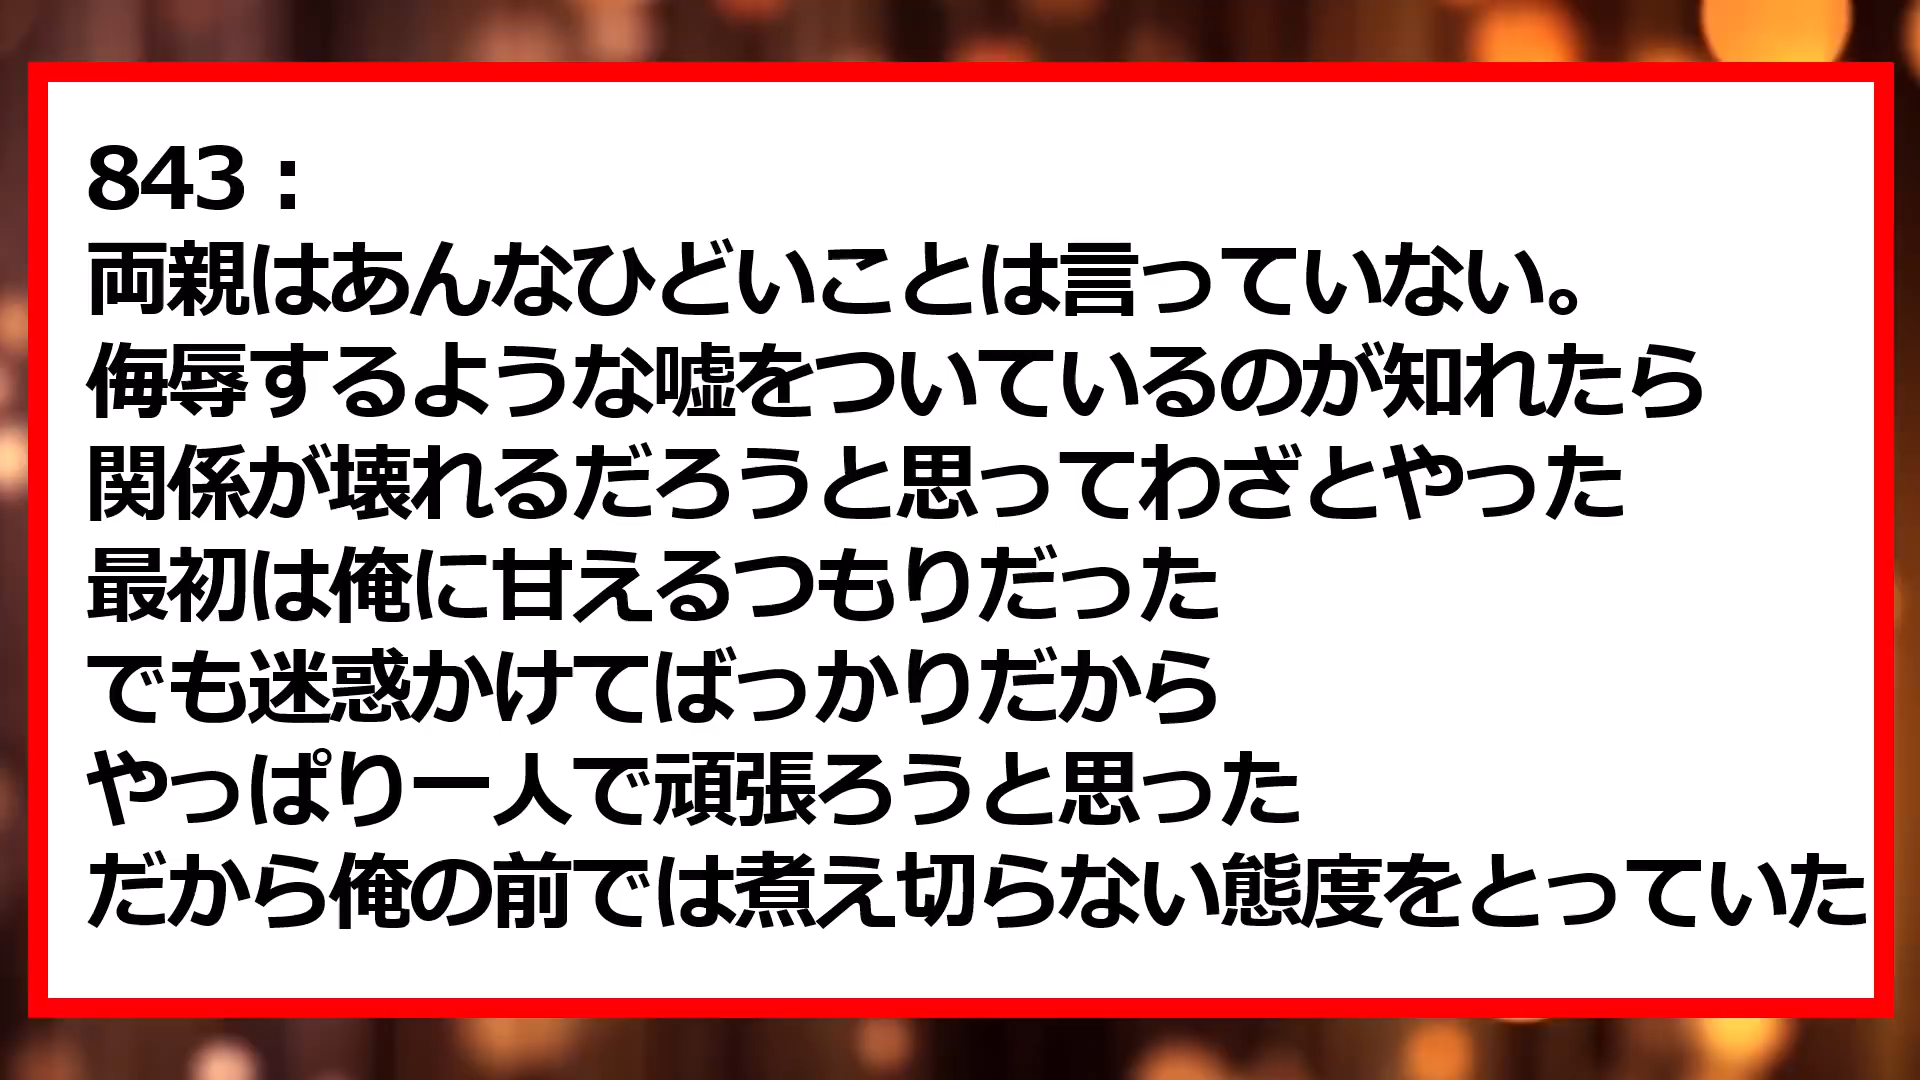 843：
両親はあんなひどいことは言っていない。
侮辱するような嘘をついているのが知れたら
関係が壊れるだろうと思ってわざとやった
最初は俺に甘えるつもりだった
でも迷惑かけてばっかりだから
やっぱり一人で頑張ろうと思った
だから俺の前では煮え切らない態度をとっていた